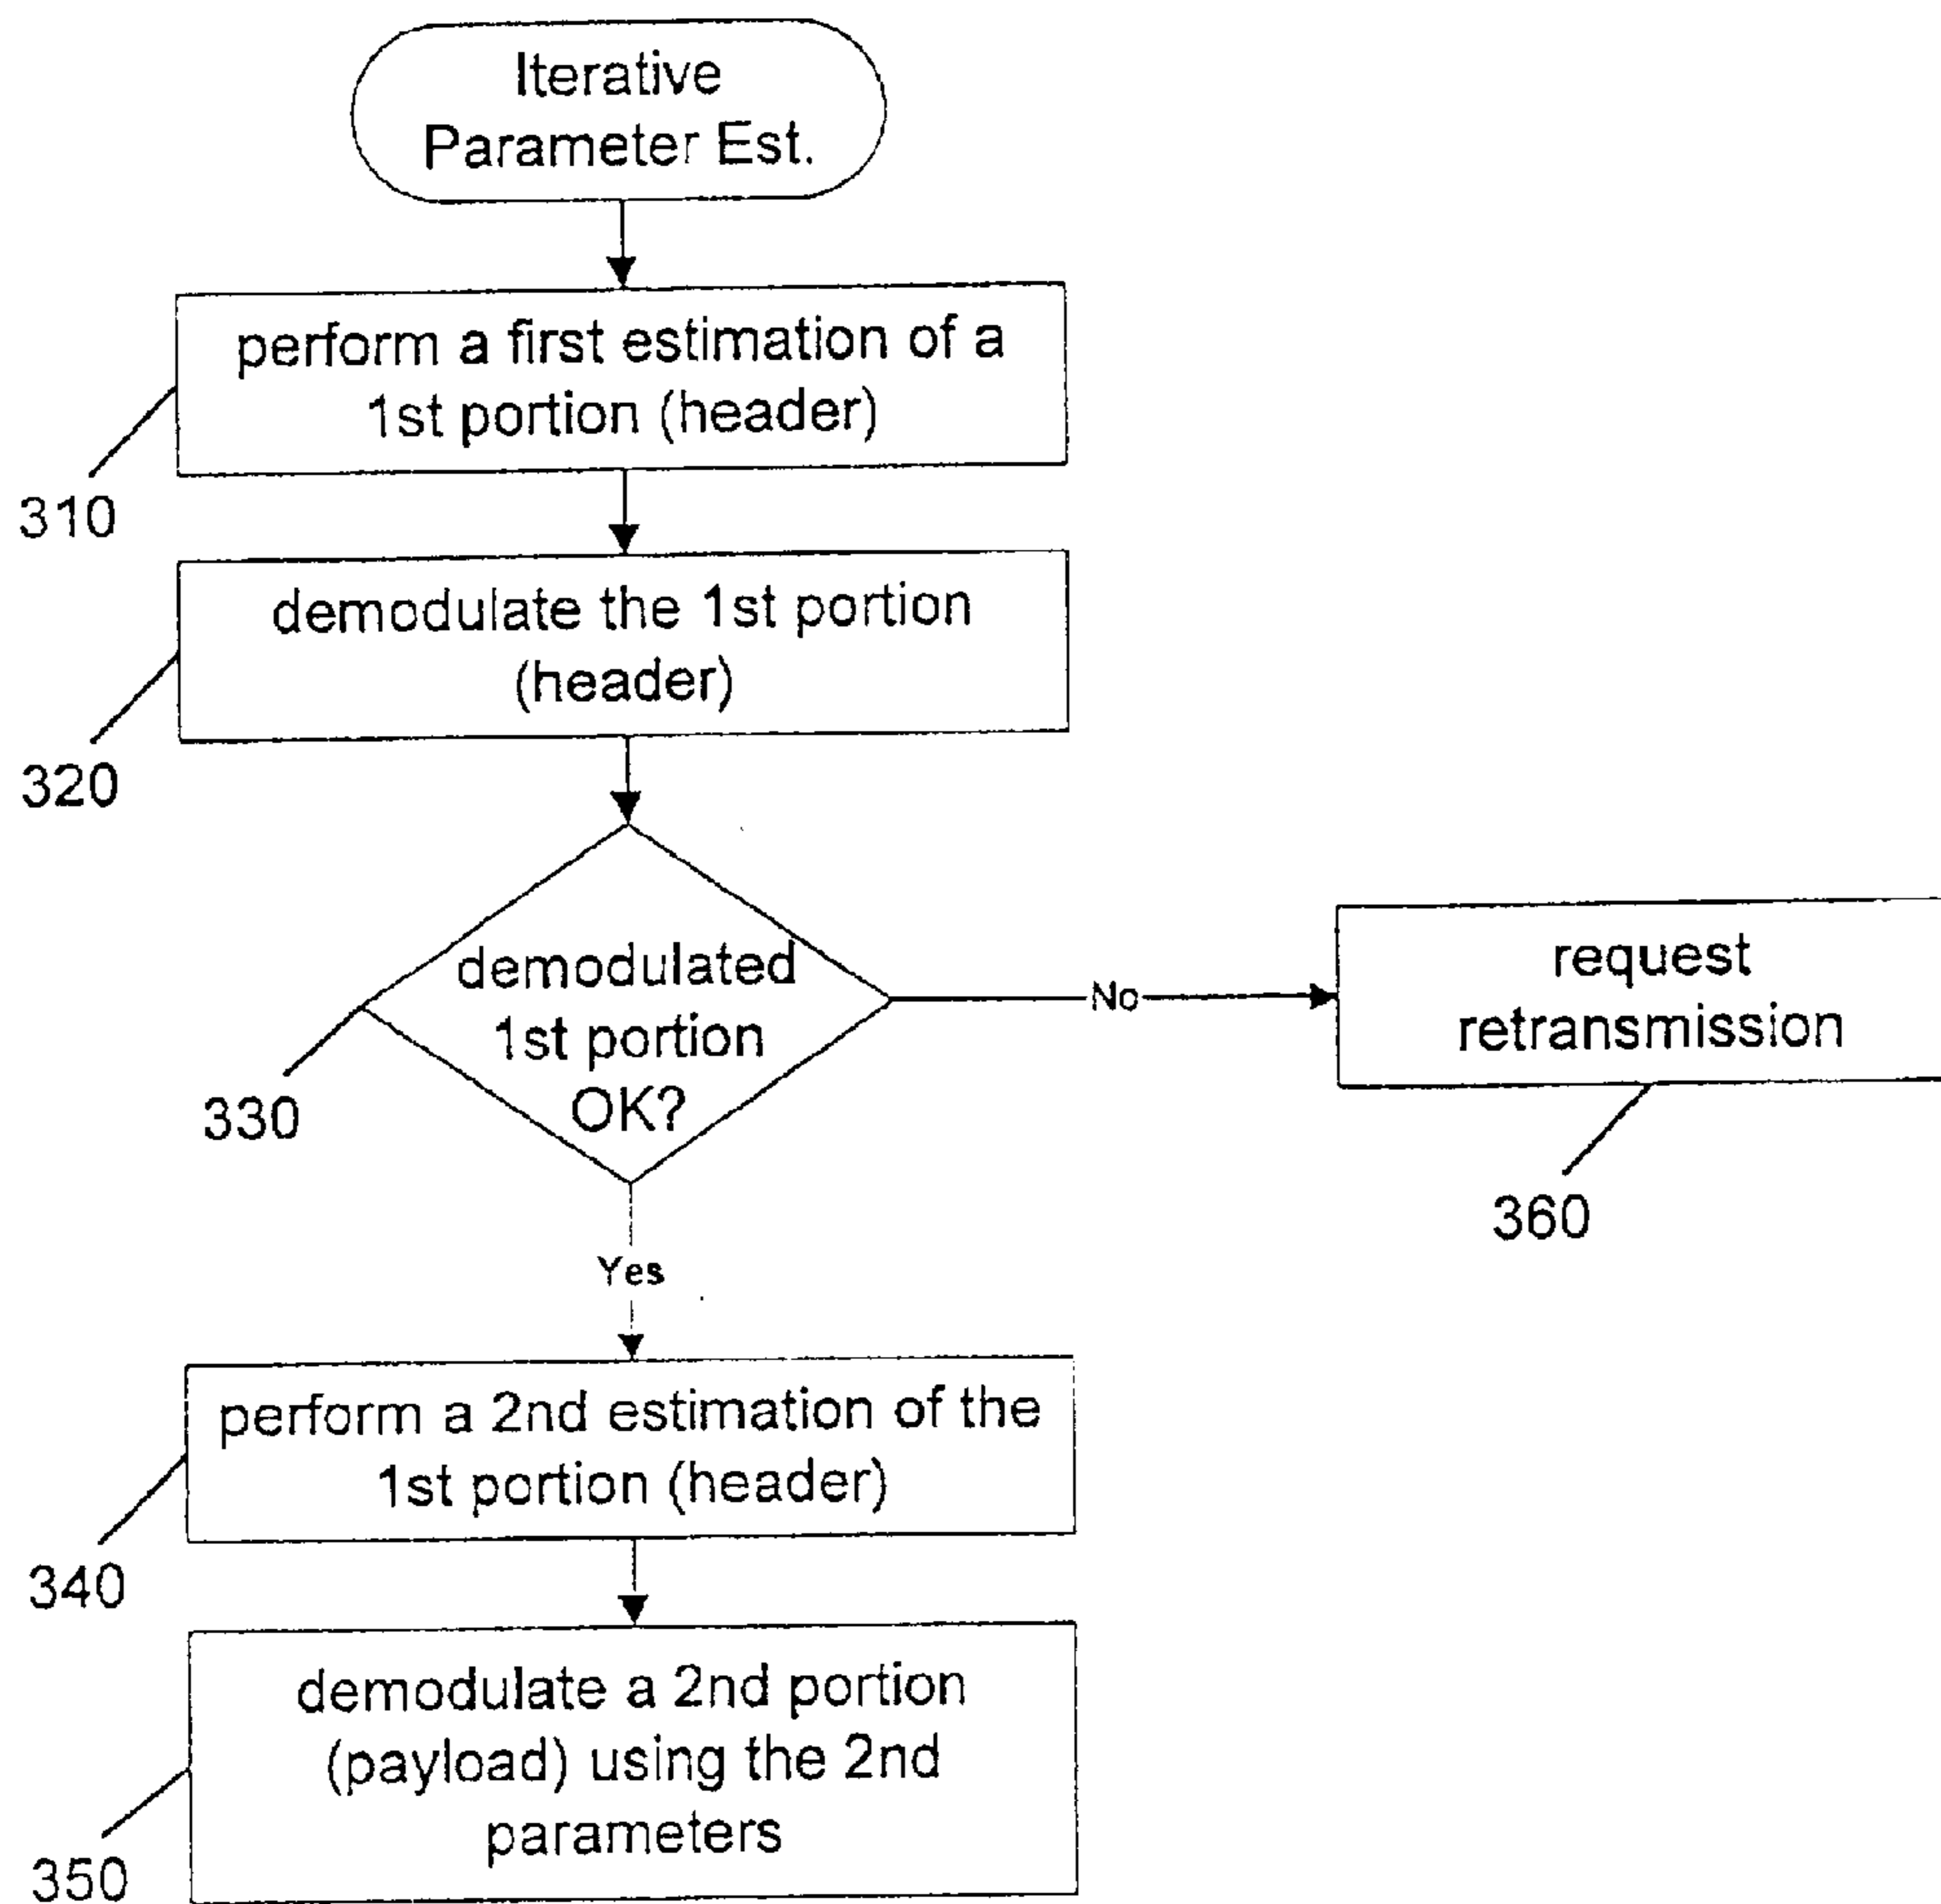 Iterative
Parameter Est.
perform a first estimation of a
1st portion (header)
310
demodulate the 1st portion
(header)
320
demodulated
1st portion
OK?
330
No
request
retransmission
360
Yes
perform a 2nd estimation of the
1st portion (header)
340
demodulate a 2nd portion
(payload) using the 2nd
parameters
350